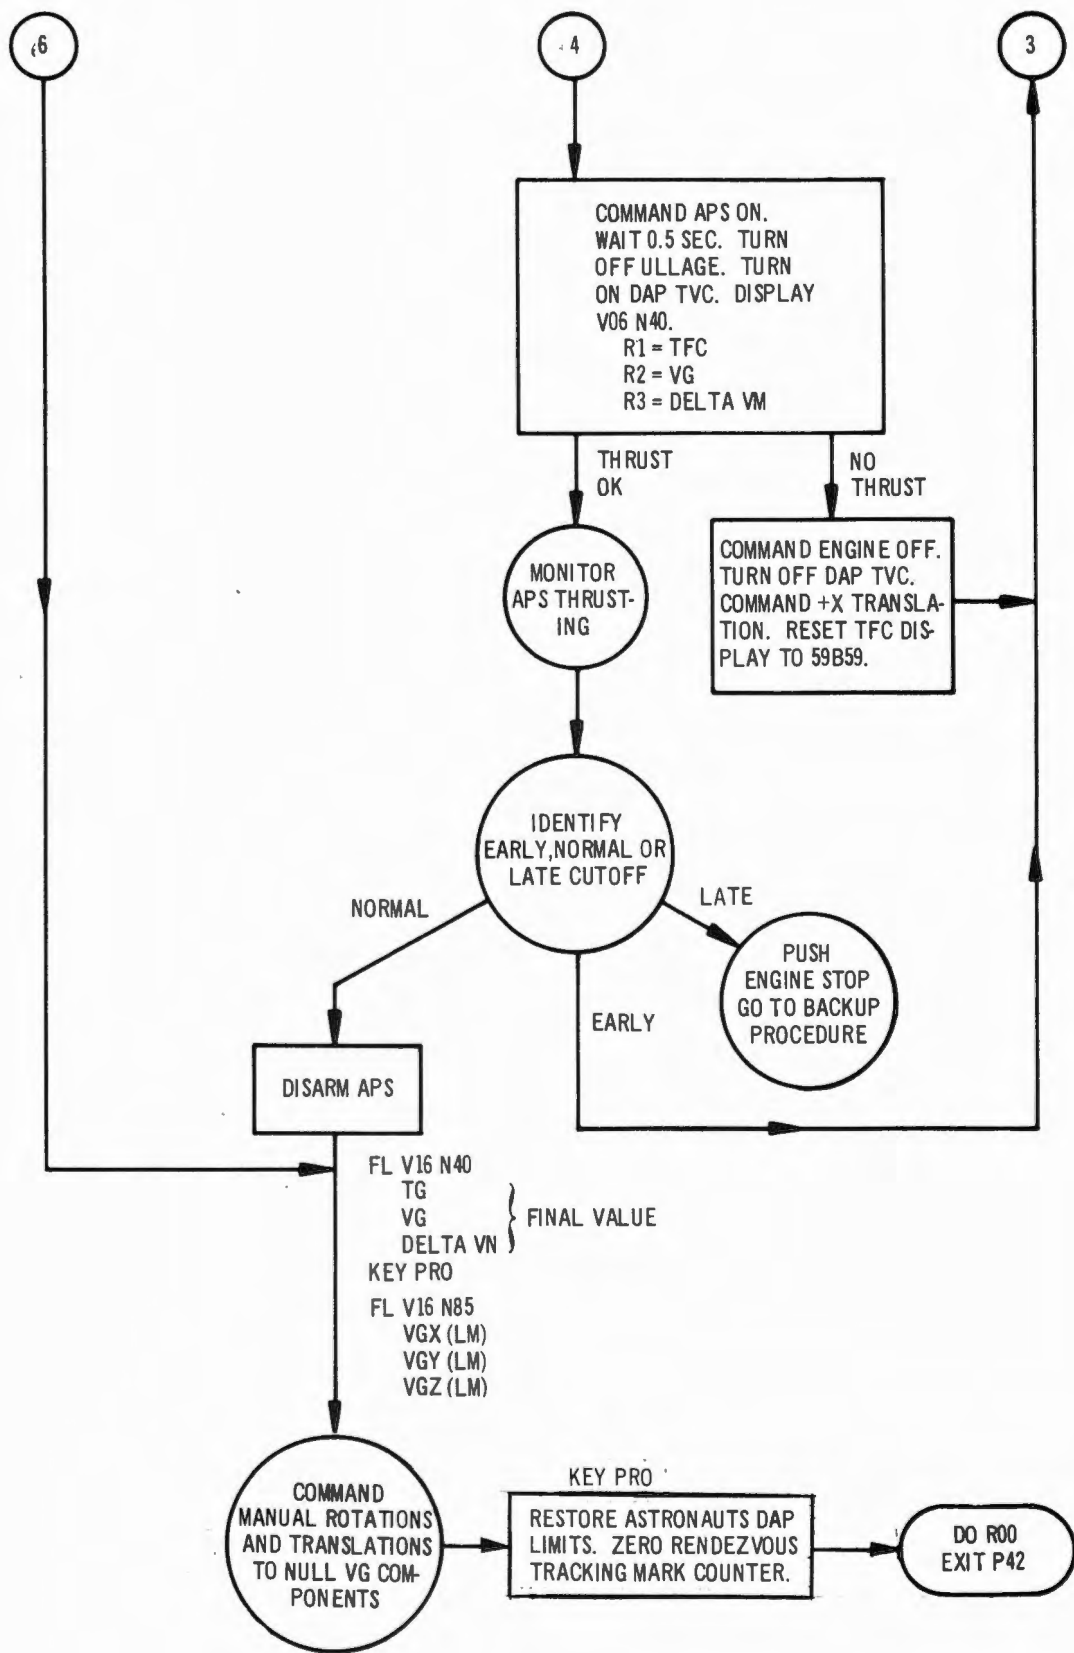 6
4
3
COMMAND APS ON.
WAIT 0.5 SEC. TURN
OFF ULLAGE. TURN
ON DAP TVC. DISPLAY
V06 N40.
R1 = TFC
R2 = VG
R3 = DELTA VM
THRUST
OK
NO
THRUST
MONITOR
APS THRUST-
ING
COMMAND ENGINE OFF.
TURN OFF DAP TVC.
COMMAND +X TRANSLA-
TION. RESET TFC DIS-
PLAY TO 59B59.
IDENTIFY
EARLY,NORMAL OR
LATE CUTOFF
NORMAL
LATE
PUSH
ENGINE STOP
GO TO BACKUP
PROCEDURE
EARLY
DISARM APS
FL V16 N40
TG
VG
DELTA VN
FINAL VALUE
KEY PRO
FL V16 N85
VGX (LM)
VGY (LM)
VGZ (LM)
COMMAND
MANUAL ROTATIONS
AND TRANSLATIONS
TO NULL VG COM-
PONENTS
KEY PRO
RESTORE ASTRONAUTS DAP
LIMITS. ZERO RENDEZVOUS
TRACKING MARK COUNTER.
DO R00
EXIT P42